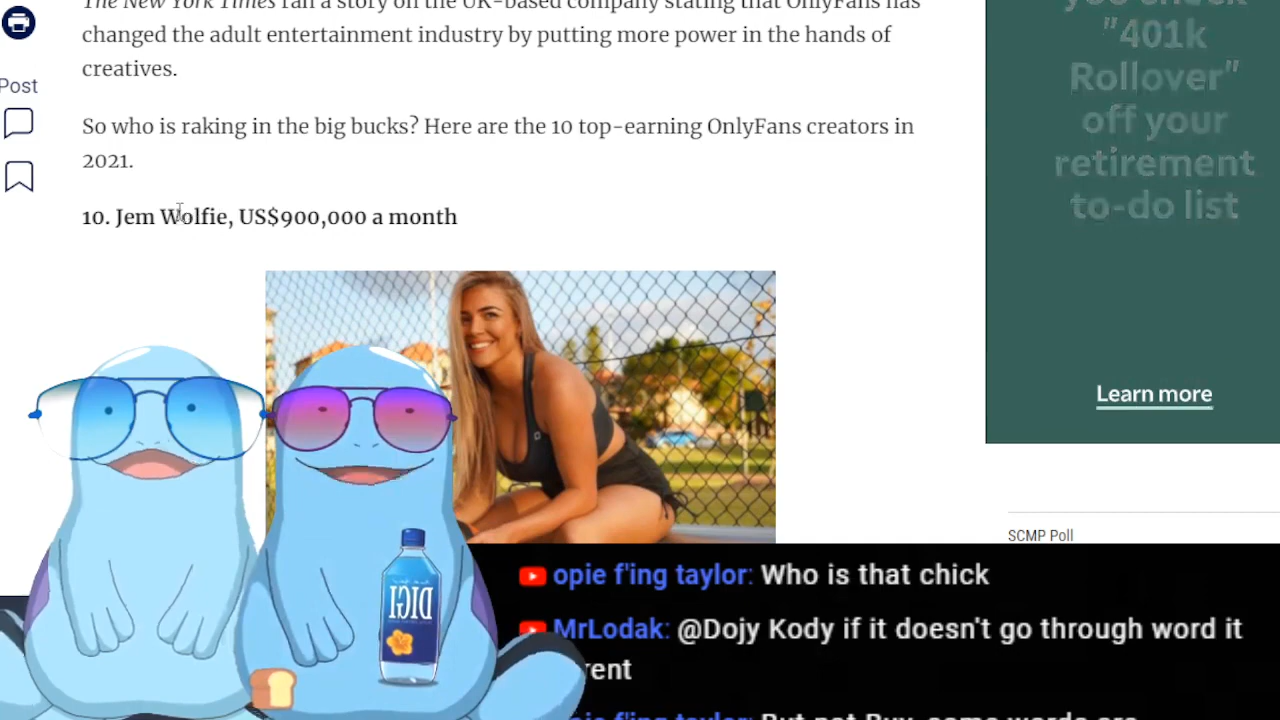 The New York Times ran a story on the UK-based company stating that OnlyFans has
changed the adult entertainment industry by putting more power in the hands of
creatives.
So who is raking in the big bucks? Here are the 10 top-earning OnlyFans creators in
2021.
10. Jem Wolfie, US$900,000 a month
Post
you check
"401k
Rollover"
off your
retirement
to-do list
Learn more
SCMP Poll
DIGI
opie f'ing taylor: Who is that chick
MrLodak: @Dojy Kody if it doesn't go through word it
rent